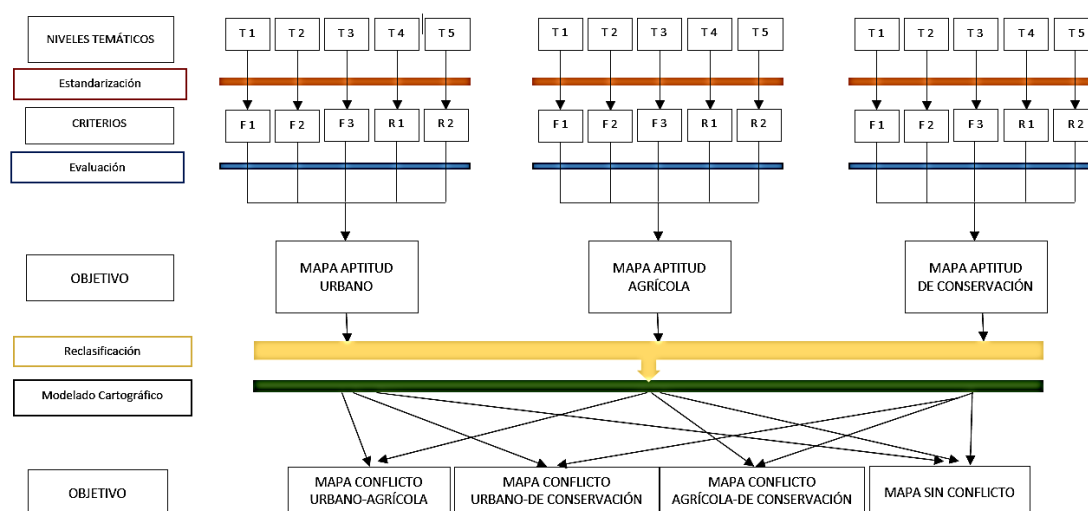 NIVELES TEMÁTICOS
T 1 T 2 T 3 T 4 T 5 T 1 T 2 T 3 T 4 T 5 T 1 T 2 T 3 T 4 T 5
Estandarización
CRITERIOS
F 1 F 2 F 3 R 1 R 2 F 1 F 2 F 3 R 1 R 2 F 1 F 2 F 3 R 1 R 2
Evaluación
OBJETIVO
MAPA APTITUD
URBANO
MAPA APTITUD
AGRÍCOLA
MAPA APTITUD
DE CONSERVACIÓN
Reclasificación
Modelado Cartográfico
OBJETIVO
MAPA CONFLICTO
URBANO-AGRÍCOLA
MAPA CONFLICTO
URBANO-DE CONSERVACIÓN
MAPA CONFLICTO
AGRÍCOLA-DE CONSERVACIÓN
MAPA SIN CONFLICTO